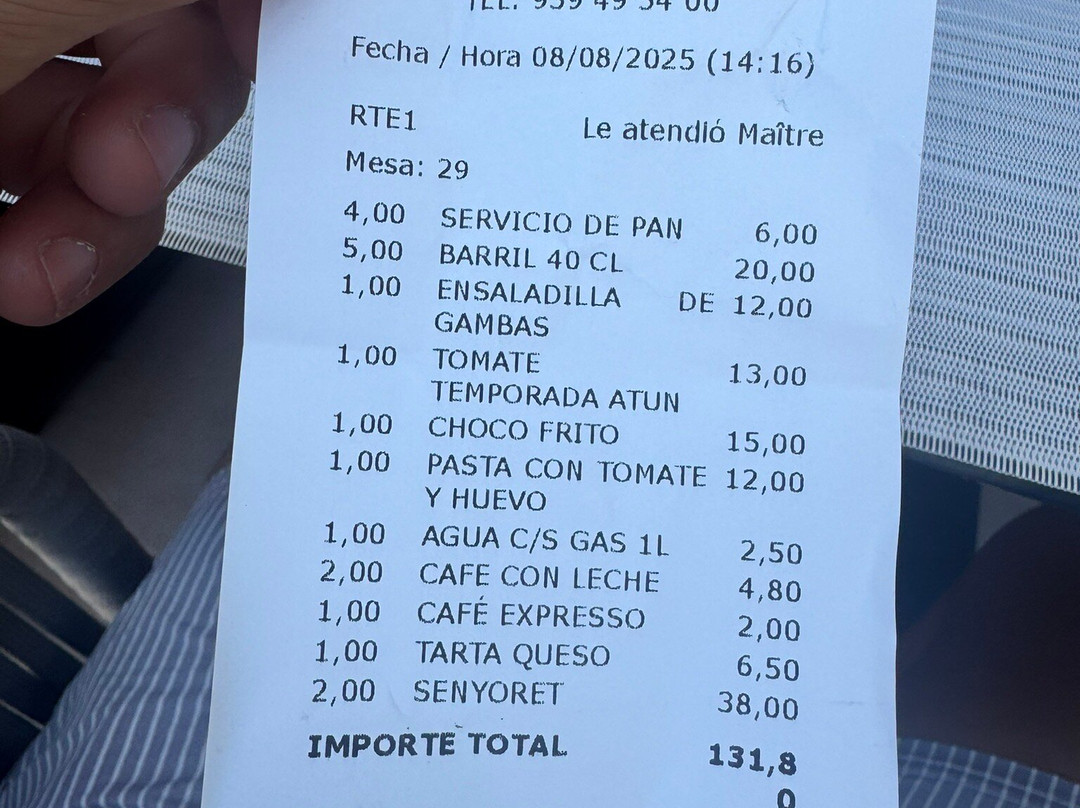 Fecha / Hora 08/08/2025 (14:16)
RTE1 Le atendió Maître
Mesa: 29
4,00 SERVICIO DE PAN 6,00
5,00 BARRIL 40 CL 20,00
1,00 ENSALADILLA DE 12,00
GAMBAS
1,00 TOMATE 13,00
TEMPORADA ATUN
1,00 CHOCO FRITO 15,00
1,00 PASTA CON TOMATE 12,00
Y HUEVO
1,00 AGUA C/S GAS 1L 2,50
2,00 CAFE CON LECHE 4,80
1,00 CAFÉ EXPRESSO 2,00
1,00 TARTA QUESO 6,50
2,00 SENYORET 38,00
IMPORTE TOTAL 131,8
0